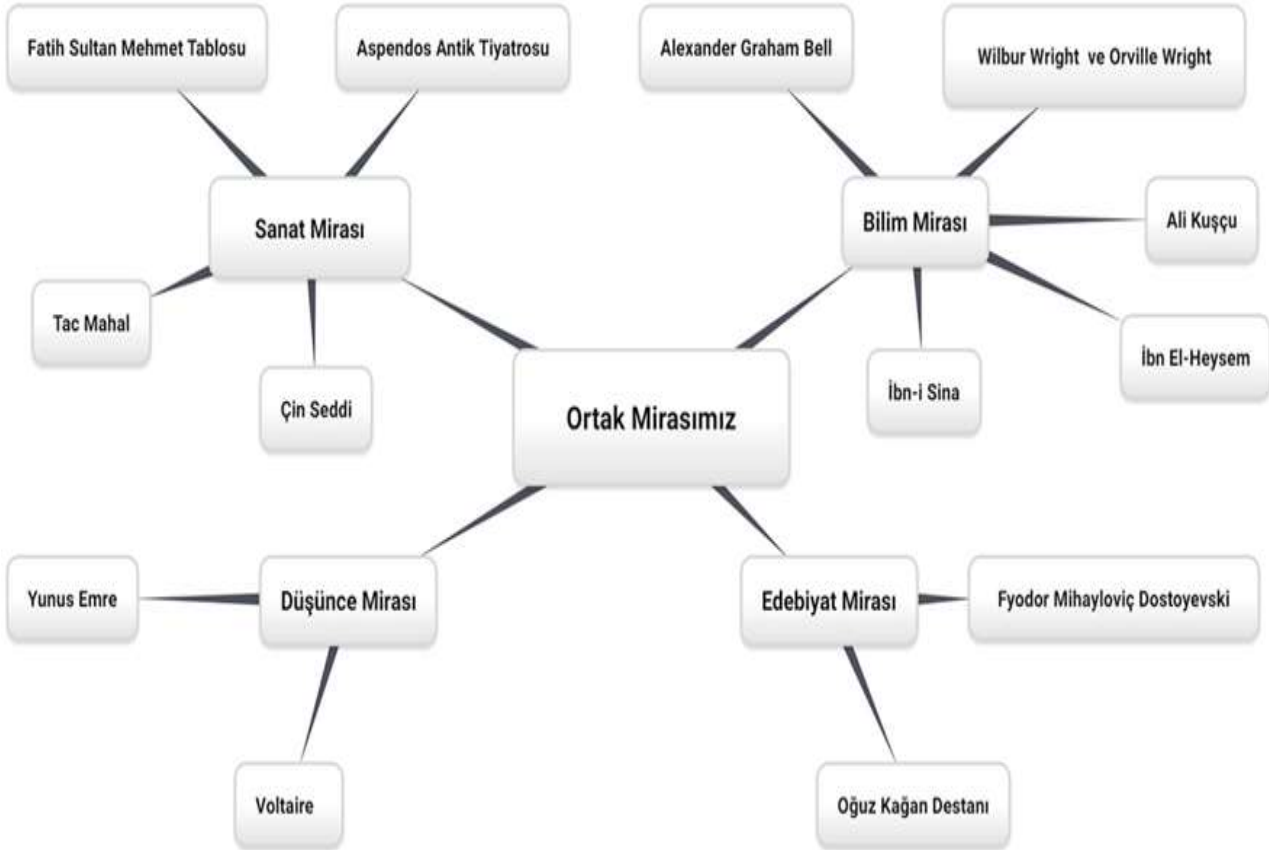 Fatih Sultan Mehmet Tablosu
Aspendos Antik Tiyatrosu
Alexander Graham Bell
Wilbur Wright ve Orville Wright
Sanat Mirası
Bilim Mirası
Ali Kuşçu
Tac Mahal
Çin Seddi
İbn El-Heysem
İbn-i Sina
Ortak Mirasımız
Yunus Emre
Düşünce Mirası
Edebiyat Mirası
Fyodor Mihayloviç Dostoyevski
Voltaire
Oğuz Kağan Destanı